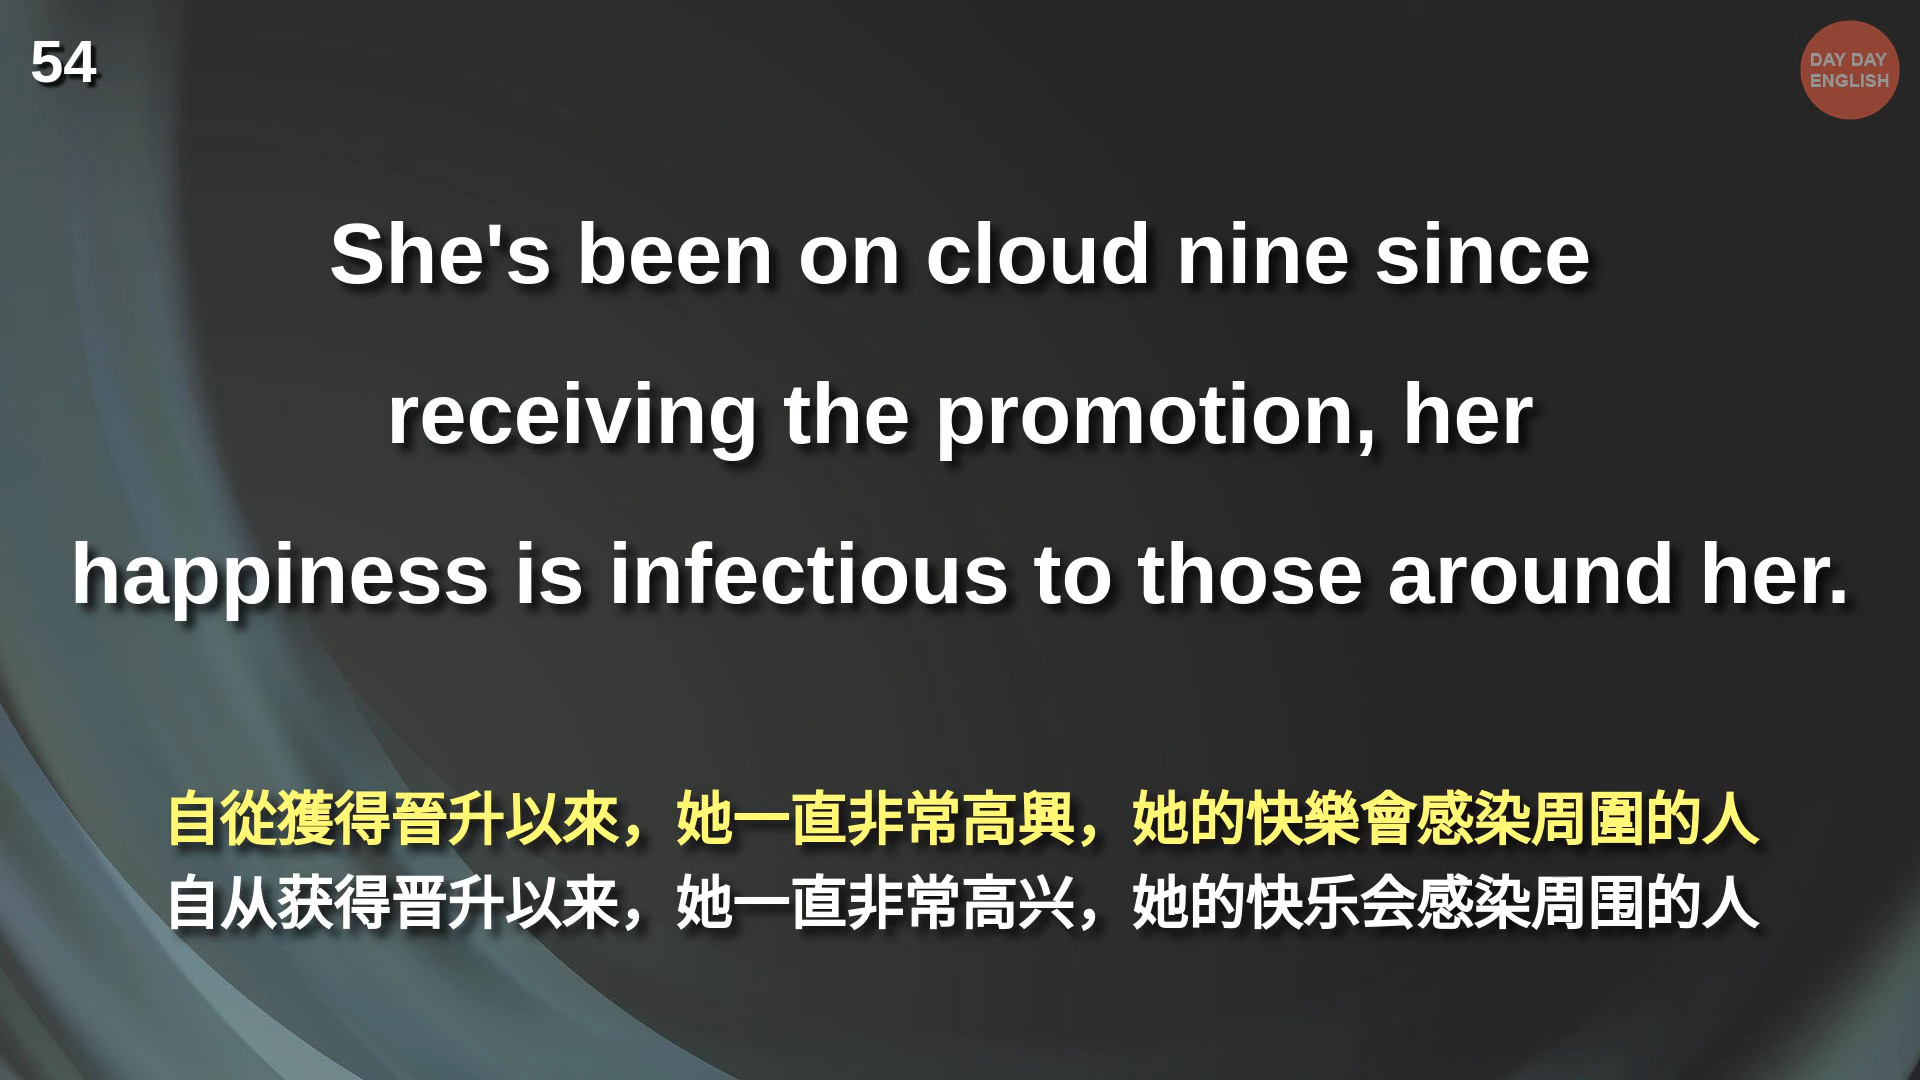 54
DAY DAY
ENGLISH
She's been on cloud nine since
receiving the promotion, her
happiness is infectious to those around her.
自從獲得晉升以來，她一直非常高興，她的快樂會感染周圍的人
自从获得晋升以来，她一直非常高兴，她的快乐会感染周围的人